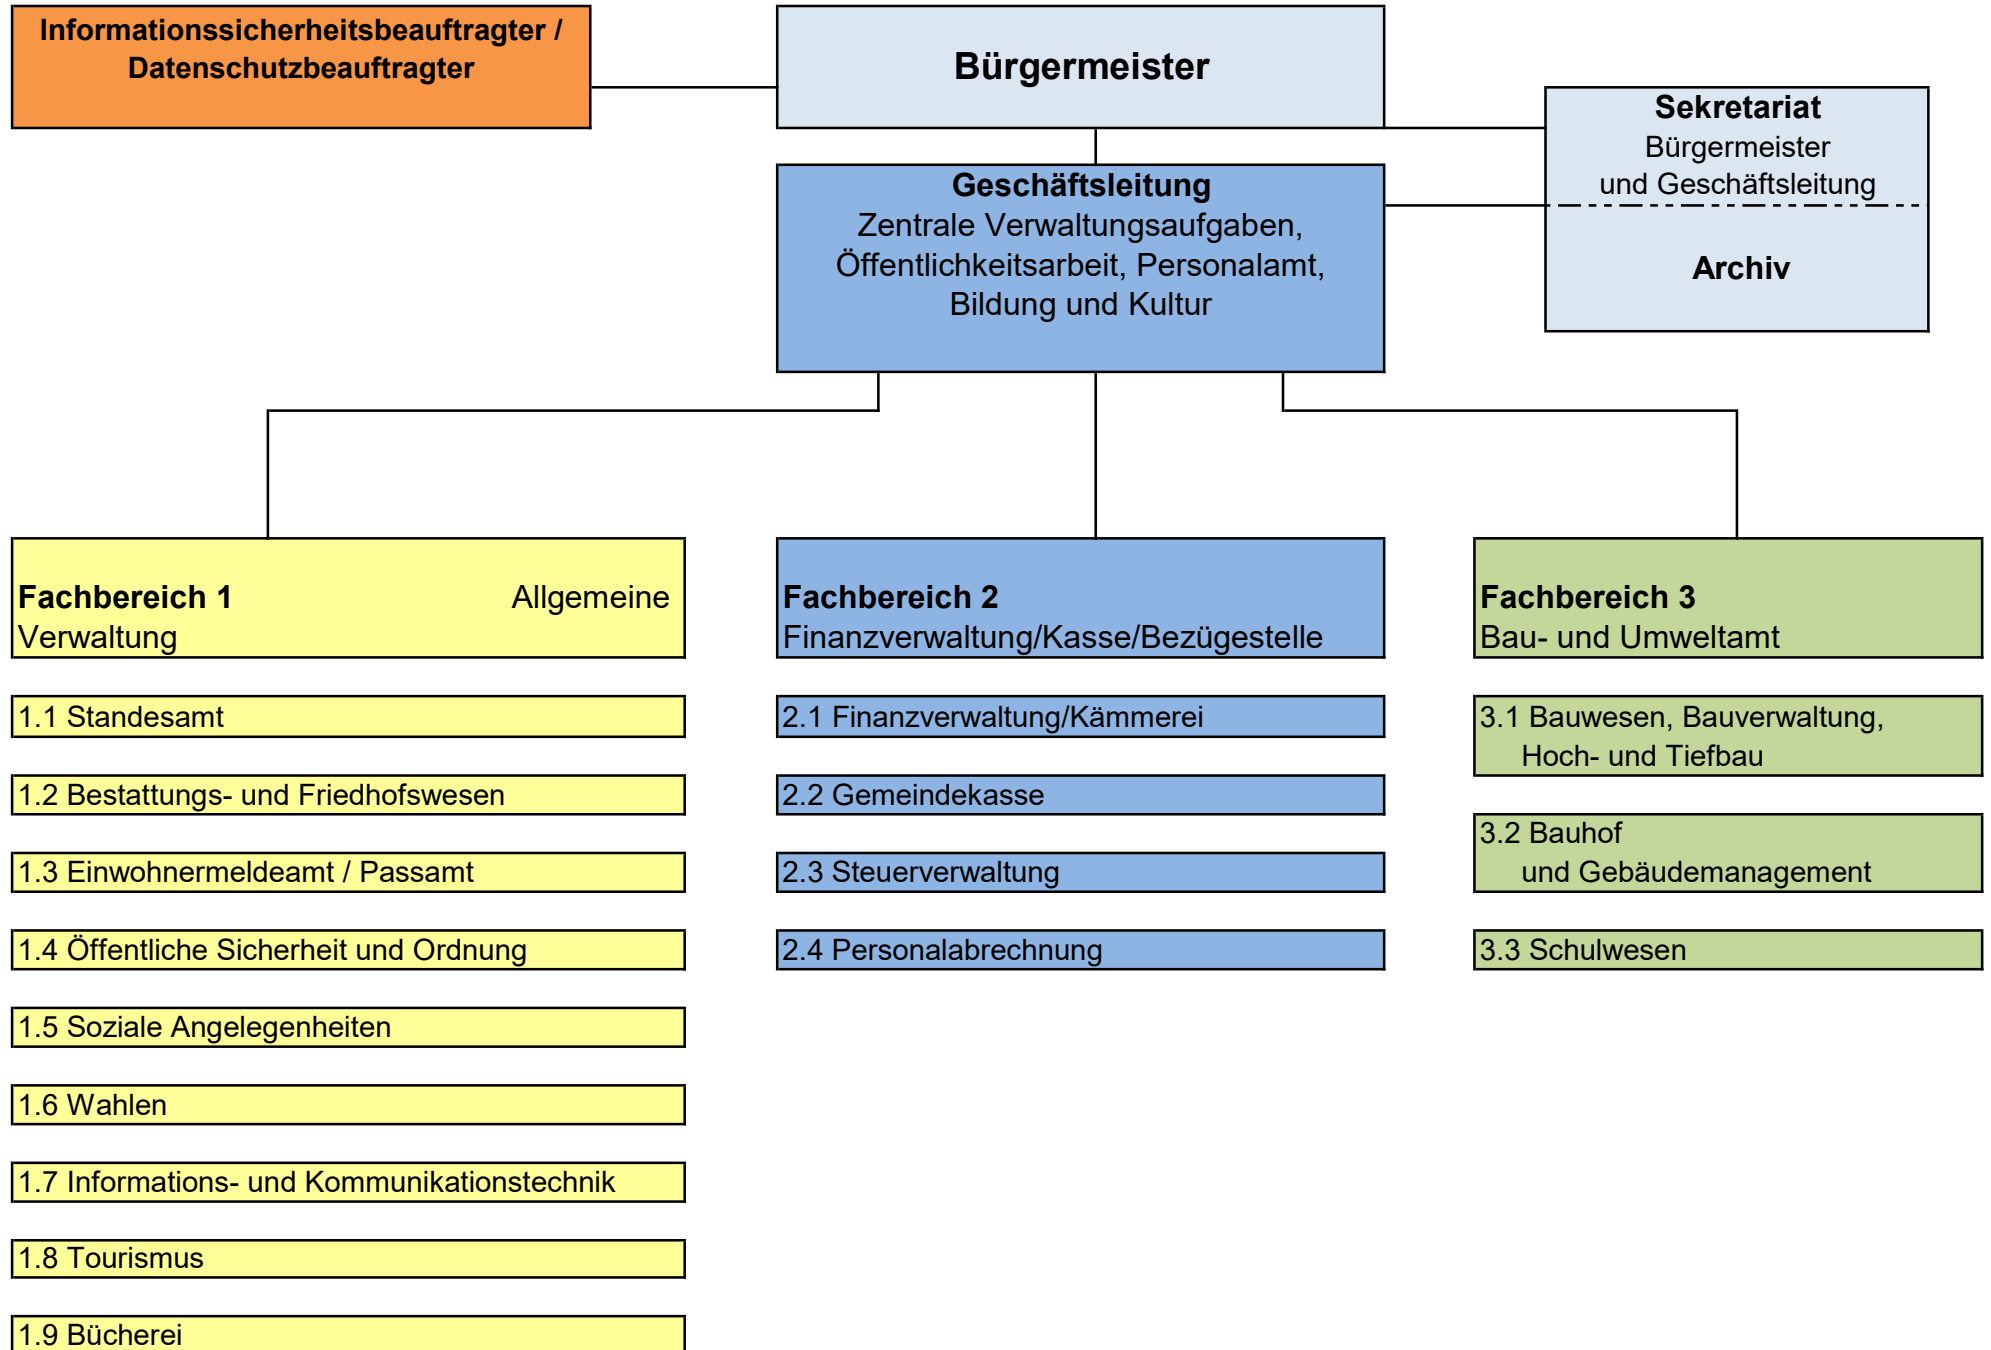 Informationssicherheitsbeauftragter /
Datenschutzbeauftragter
Bürgermeister
Sekretariat
Bürgermeister
und Geschäftsleitung
Archiv
Geschäftsleitung
Zentrale Verwaltungsaufgaben,
Öffentlichkeitsarbeit, Personalamt,
Bildung und Kultur
Fachbereich 1 Allgemeine
Verwaltung
1.1 Standesamt
1.2 Bestattungs- und Friedhofswesen
1.3 Einwohnermeldeamt / Passamt
1.4 Öffentliche Sicherheit und Ordnung
1.5 Soziale Angelegenheiten
1.6 Wahlen
1.7 Informations- und Kommunikationstechnik
1.8 Tourismus
1.9 Bücherei
Fachbereich 2
Finanzverwaltung/Kasse/Bezügestelle
2.1 Finanzverwaltung/Kämmerei
2.2 Gemeindekasse
2.3 Steuerverwaltung
2.4 Personalabrechnung
Fachbereich 3
Bau- und Umweltamt
3.1 Bauwesen, Bauverwaltung,
Hoch- und Tiefbau
3.2 Bauhof
und Gebäudemanagement
3.3 Schulwesen